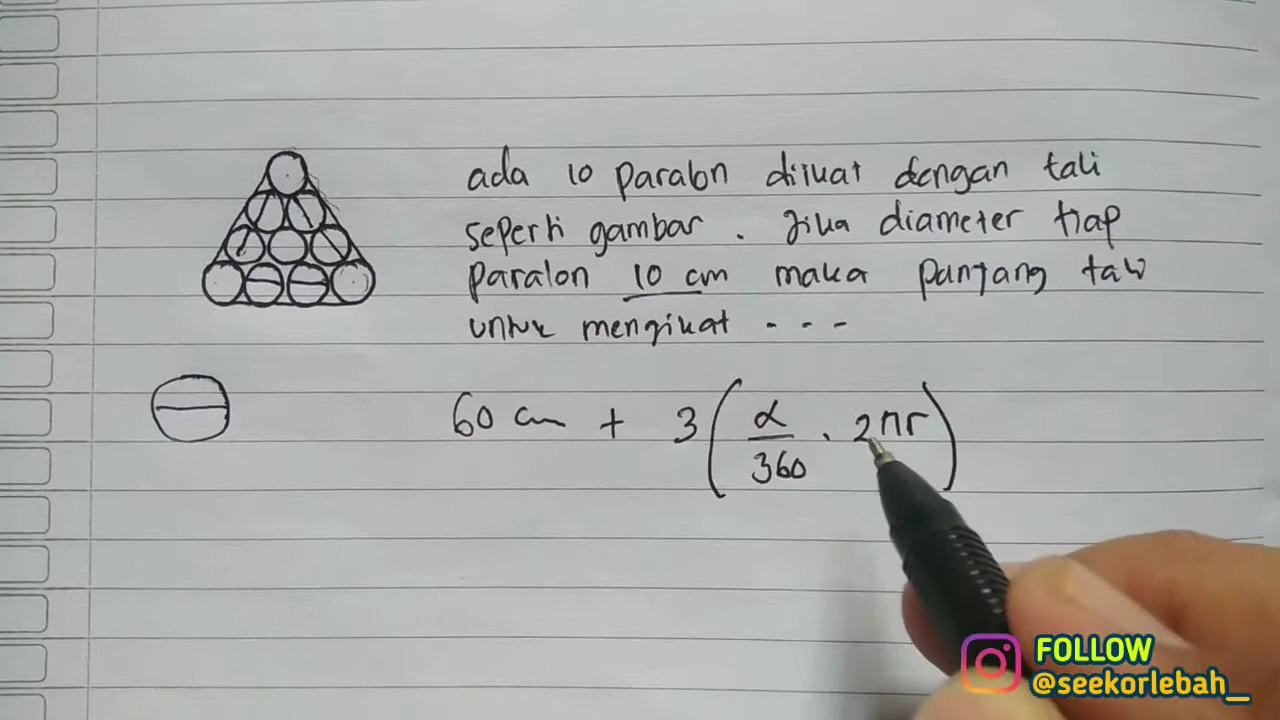 ada 10 paralon diikat dengan tali
seperti gambar . Jika diameter tiap
paralon 10 cm maka panjang tali
untuk mengikat - - -
60 cm + 3 ( α / 360 . 2πr )
FOLLOW
@seekorlebah_